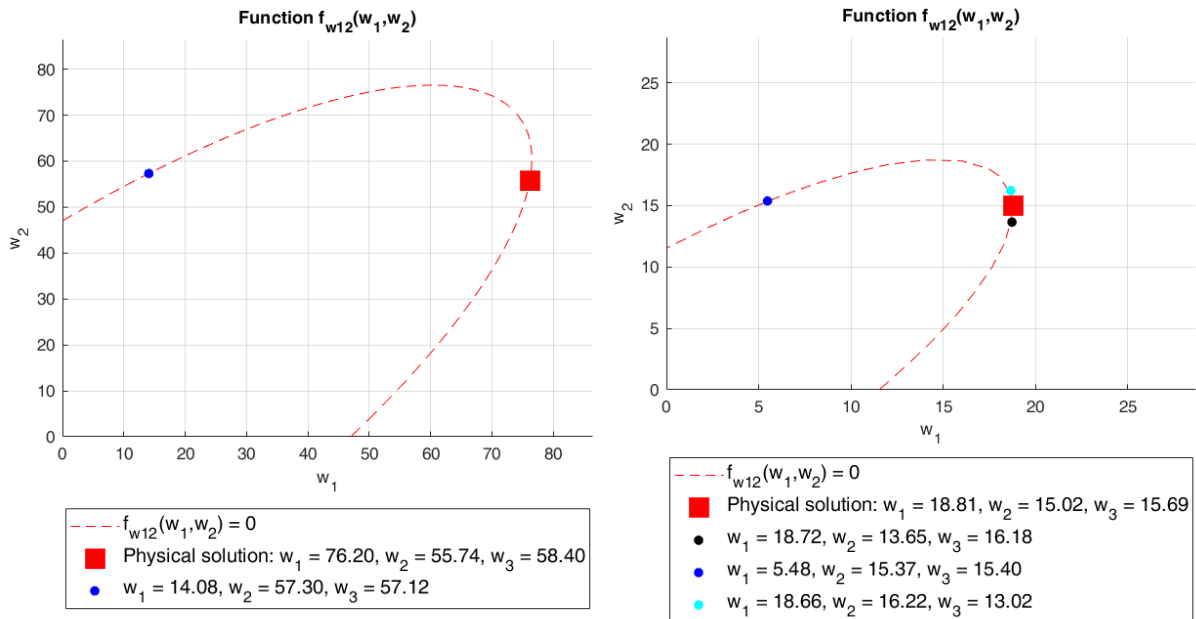 Function f_w12(w_1,w_2)
80
70
60
50
40
30
20
10
0
w_2
0 10 20 30 40 50 60 70 80
w_1
f_w12(w_1,w_2) = 0
Physical solution: w_1 = 76.20, w_2 = 55.74, w_3 = 58.40
w_1 = 14.08, w_2 = 57.30, w_3 = 57.12
Function f_w12(w_1,w_2)
25
20
15
10
5
0
w_2
0 5 10 15 20 25
w_1
f_w12(w_1,w_2) = 0
Physical solution: w_1 = 18.81, w_2 = 15.02, w_3 = 15.69
w_1 = 18.72, w_2 = 13.65, w_3 = 16.18
w_1 = 5.48, w_2 = 15.37, w_3 = 15.40
w_1 = 18.66, w_2 = 16.22, w_3 = 13.02